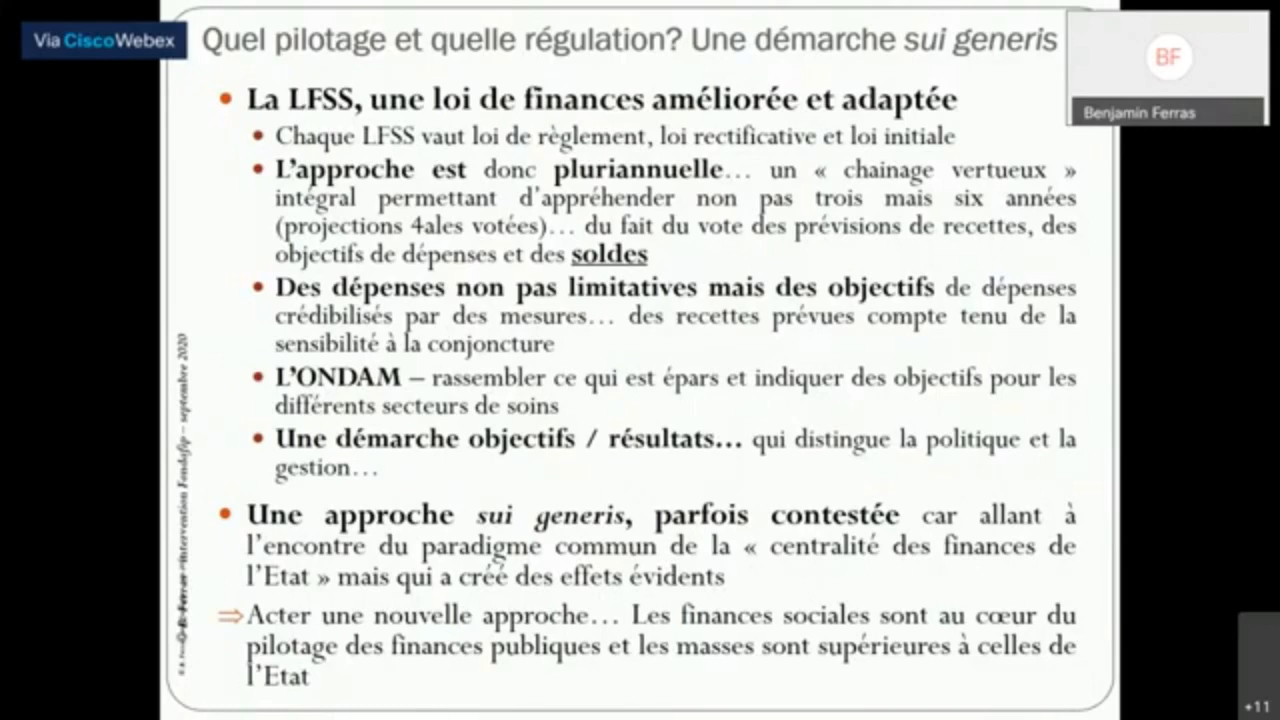 Via Cisco Webex
Quel pilotage et quelle régulation? Une démarche sui generis
BF
Benjamin Ferras
• La LFSS, une loi de finances améliorée et adaptée
• Chaque LFSS vaut loi de règlement, loi rectificative et loi initiale
• L'approche est donc pluriannuelle… un « chainage vertueux »
intégral permettant d'appréhender non pas trois mais six années
(projections 4ales votées)… du fait du vote des prévisions de recettes, des
objectifs de dépenses et des soldes
• Des dépenses non pas limitatives mais des objectifs de dépenses
crédibilisés par des mesures… des recettes prévues compte tenu de la
sensibilité à la conjoncture
• L'ONDAM – rassembler ce qui est épars et indiquer des objectifs pour les
différents secteurs de soins
• Une démarche objectifs / résultats… qui distingue la politique et la
gestion…
• Une approche sui generis, parfois contestée car allant à
l'encontre du paradigme commun de la « centralité des finances de
l'Etat » mais qui a créé des effets évidents
⇒Acter une nouvelle approche… Les finances sociales sont au cœur du
pilotage des finances publiques et les masses sont supérieures à celles de
l'Etat
Ferras intervention Fondafip – septembre 2020
+11